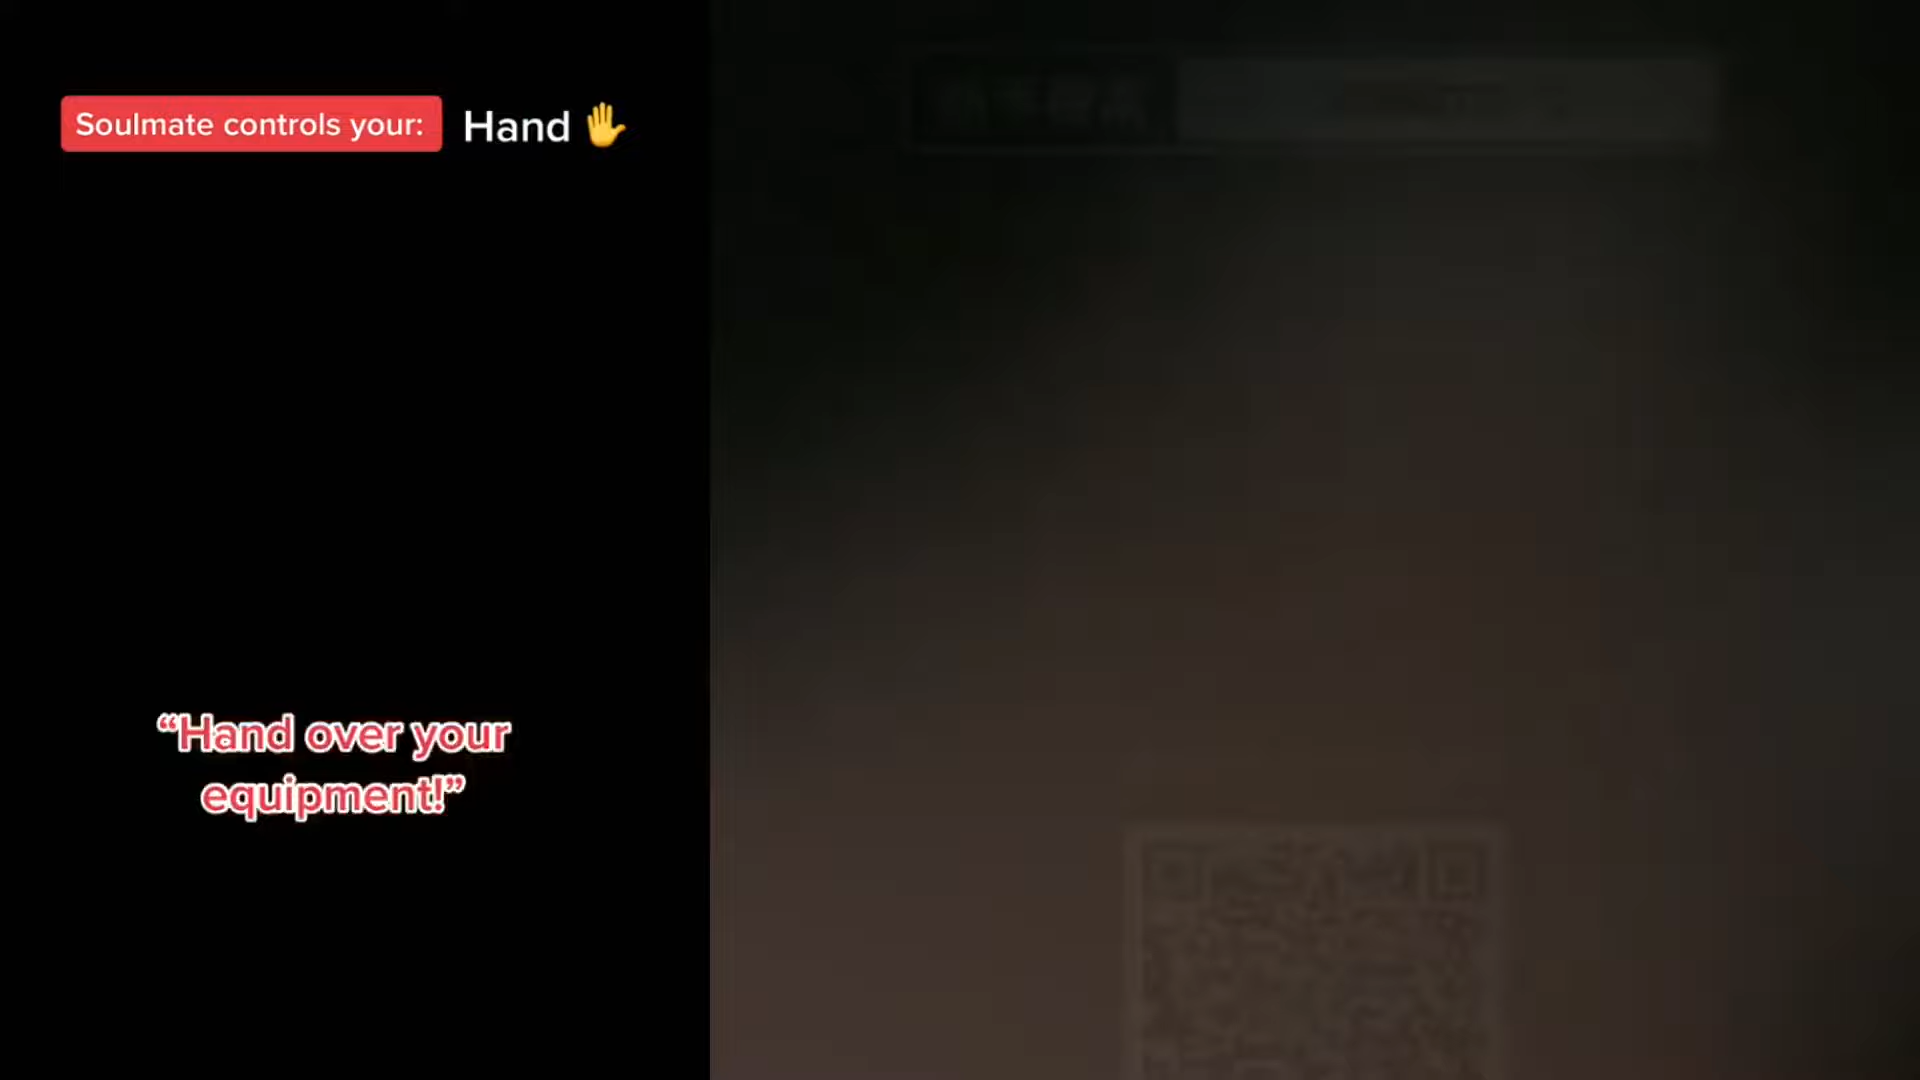 Soulmate controls your: Hand ✋
“Hand over your
equipment!”